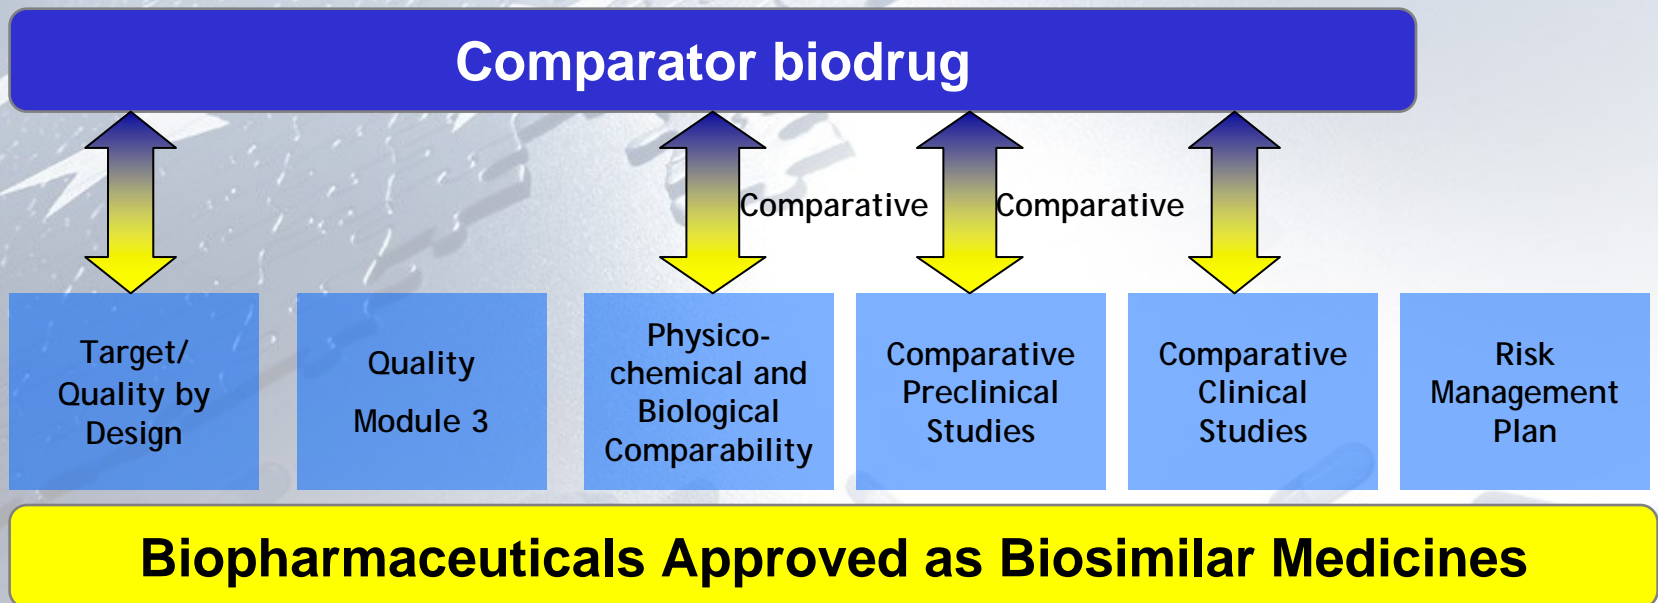 Comparator biodrug
Comparative
Comparative
Target/
Quality by
Design
Quality
Module 3
Physico-
chemical and
Biological
Comparability
Comparative
Preclinical
Studies
Comparative
Clinical
Studies
Risk
Management
Plan
Biopharmaceuticals Approved as Biosimilar Medicines